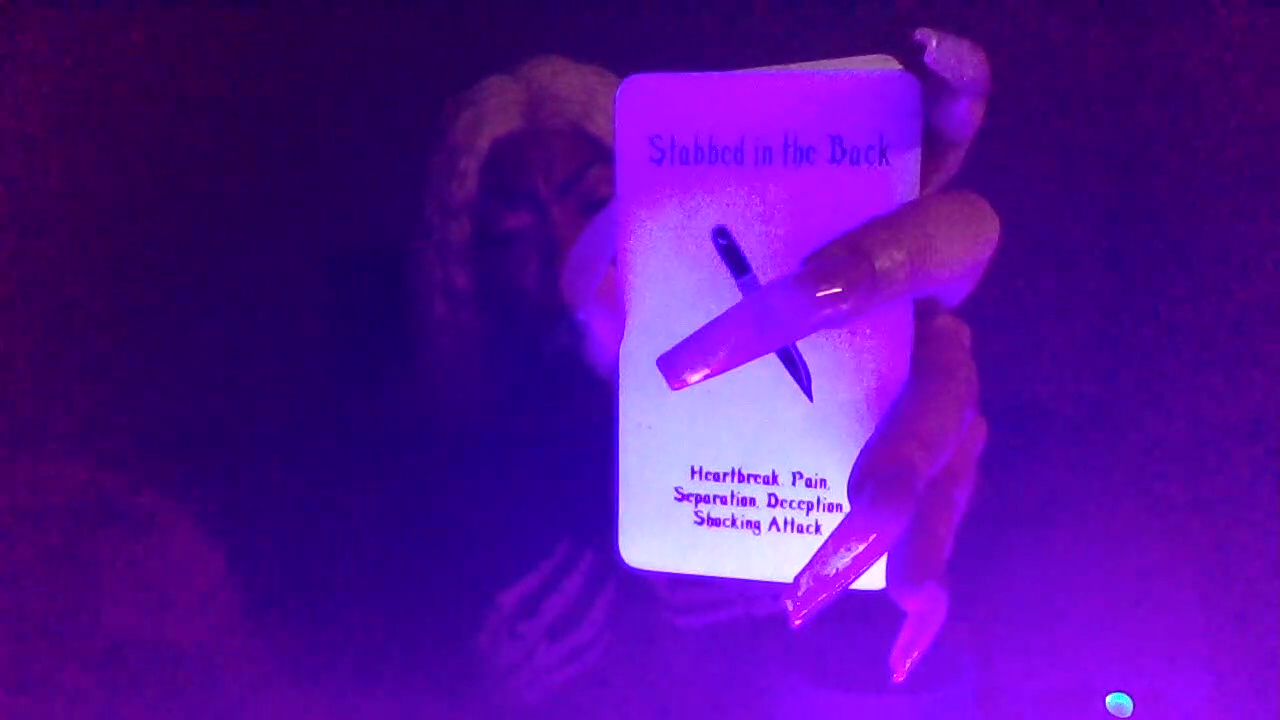 Stabbed in the Back
Heartbreak, Pain,
Separation, Deception,
Shocking Attack